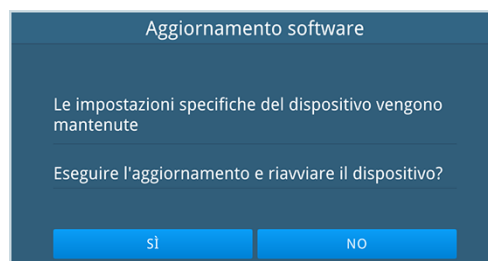 Aggiornamento software
Le impostazioni specifiche del dispositivo vengono
mantenute
Eseguire l'aggiornamento e riavviare il dispositivo?
SÌ
NO